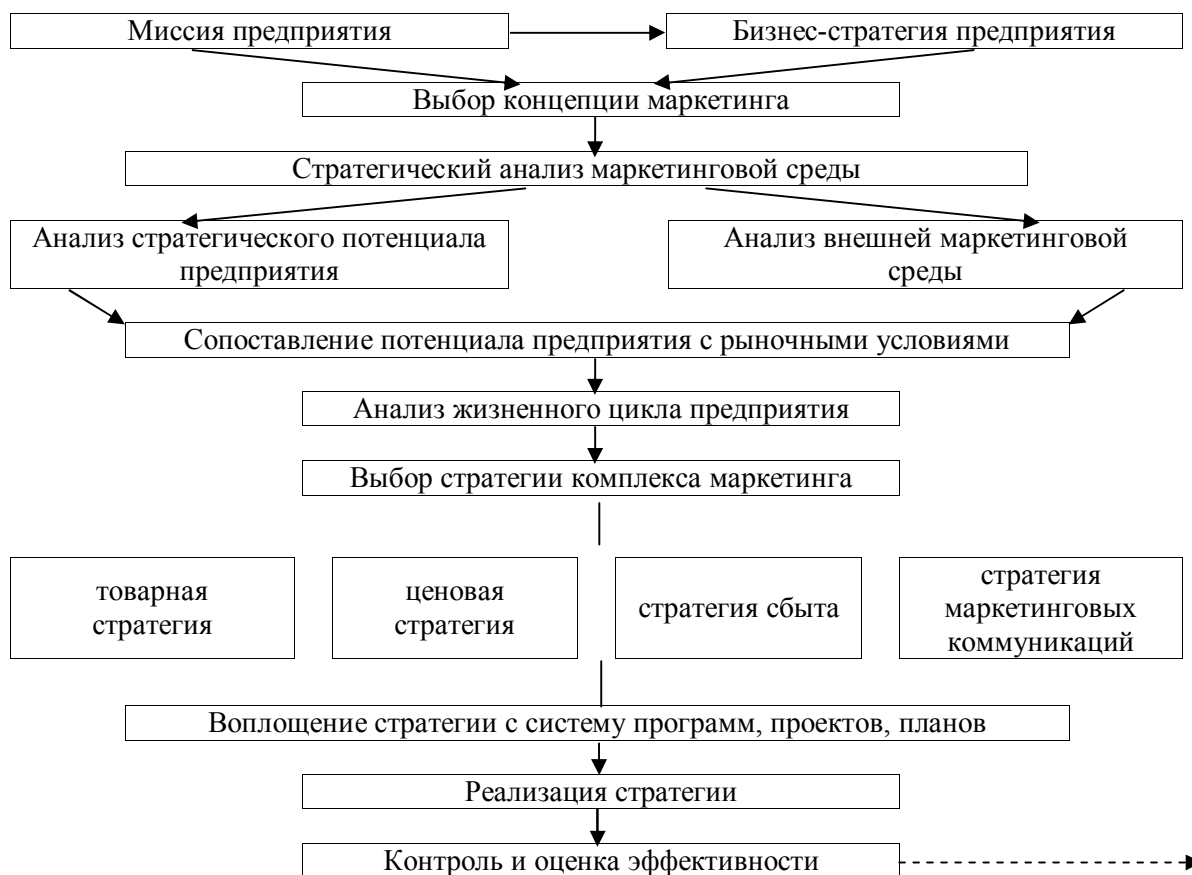 Миссия предприятия
Бизнес-стратегия предприятия
Выбор концепции маркетинга
Стратегический анализ маркетинговой среды
Анализ стратегического потенциала
предприятия
Анализ внешней маркетинговой
среды
Сопоставление потенциала предприятия с рыночными условиями
Анализ жизненного цикла предприятия
Выбор стратегии комплекса маркетинга
товарная
стратегия
ценовая
стратегия
стратегия сбыта
стратегия
маркетинговых
коммуникаций
Воплощение стратегии с систему программ, проектов, планов
Реализация стратегии
Контроль и оценка эффективности